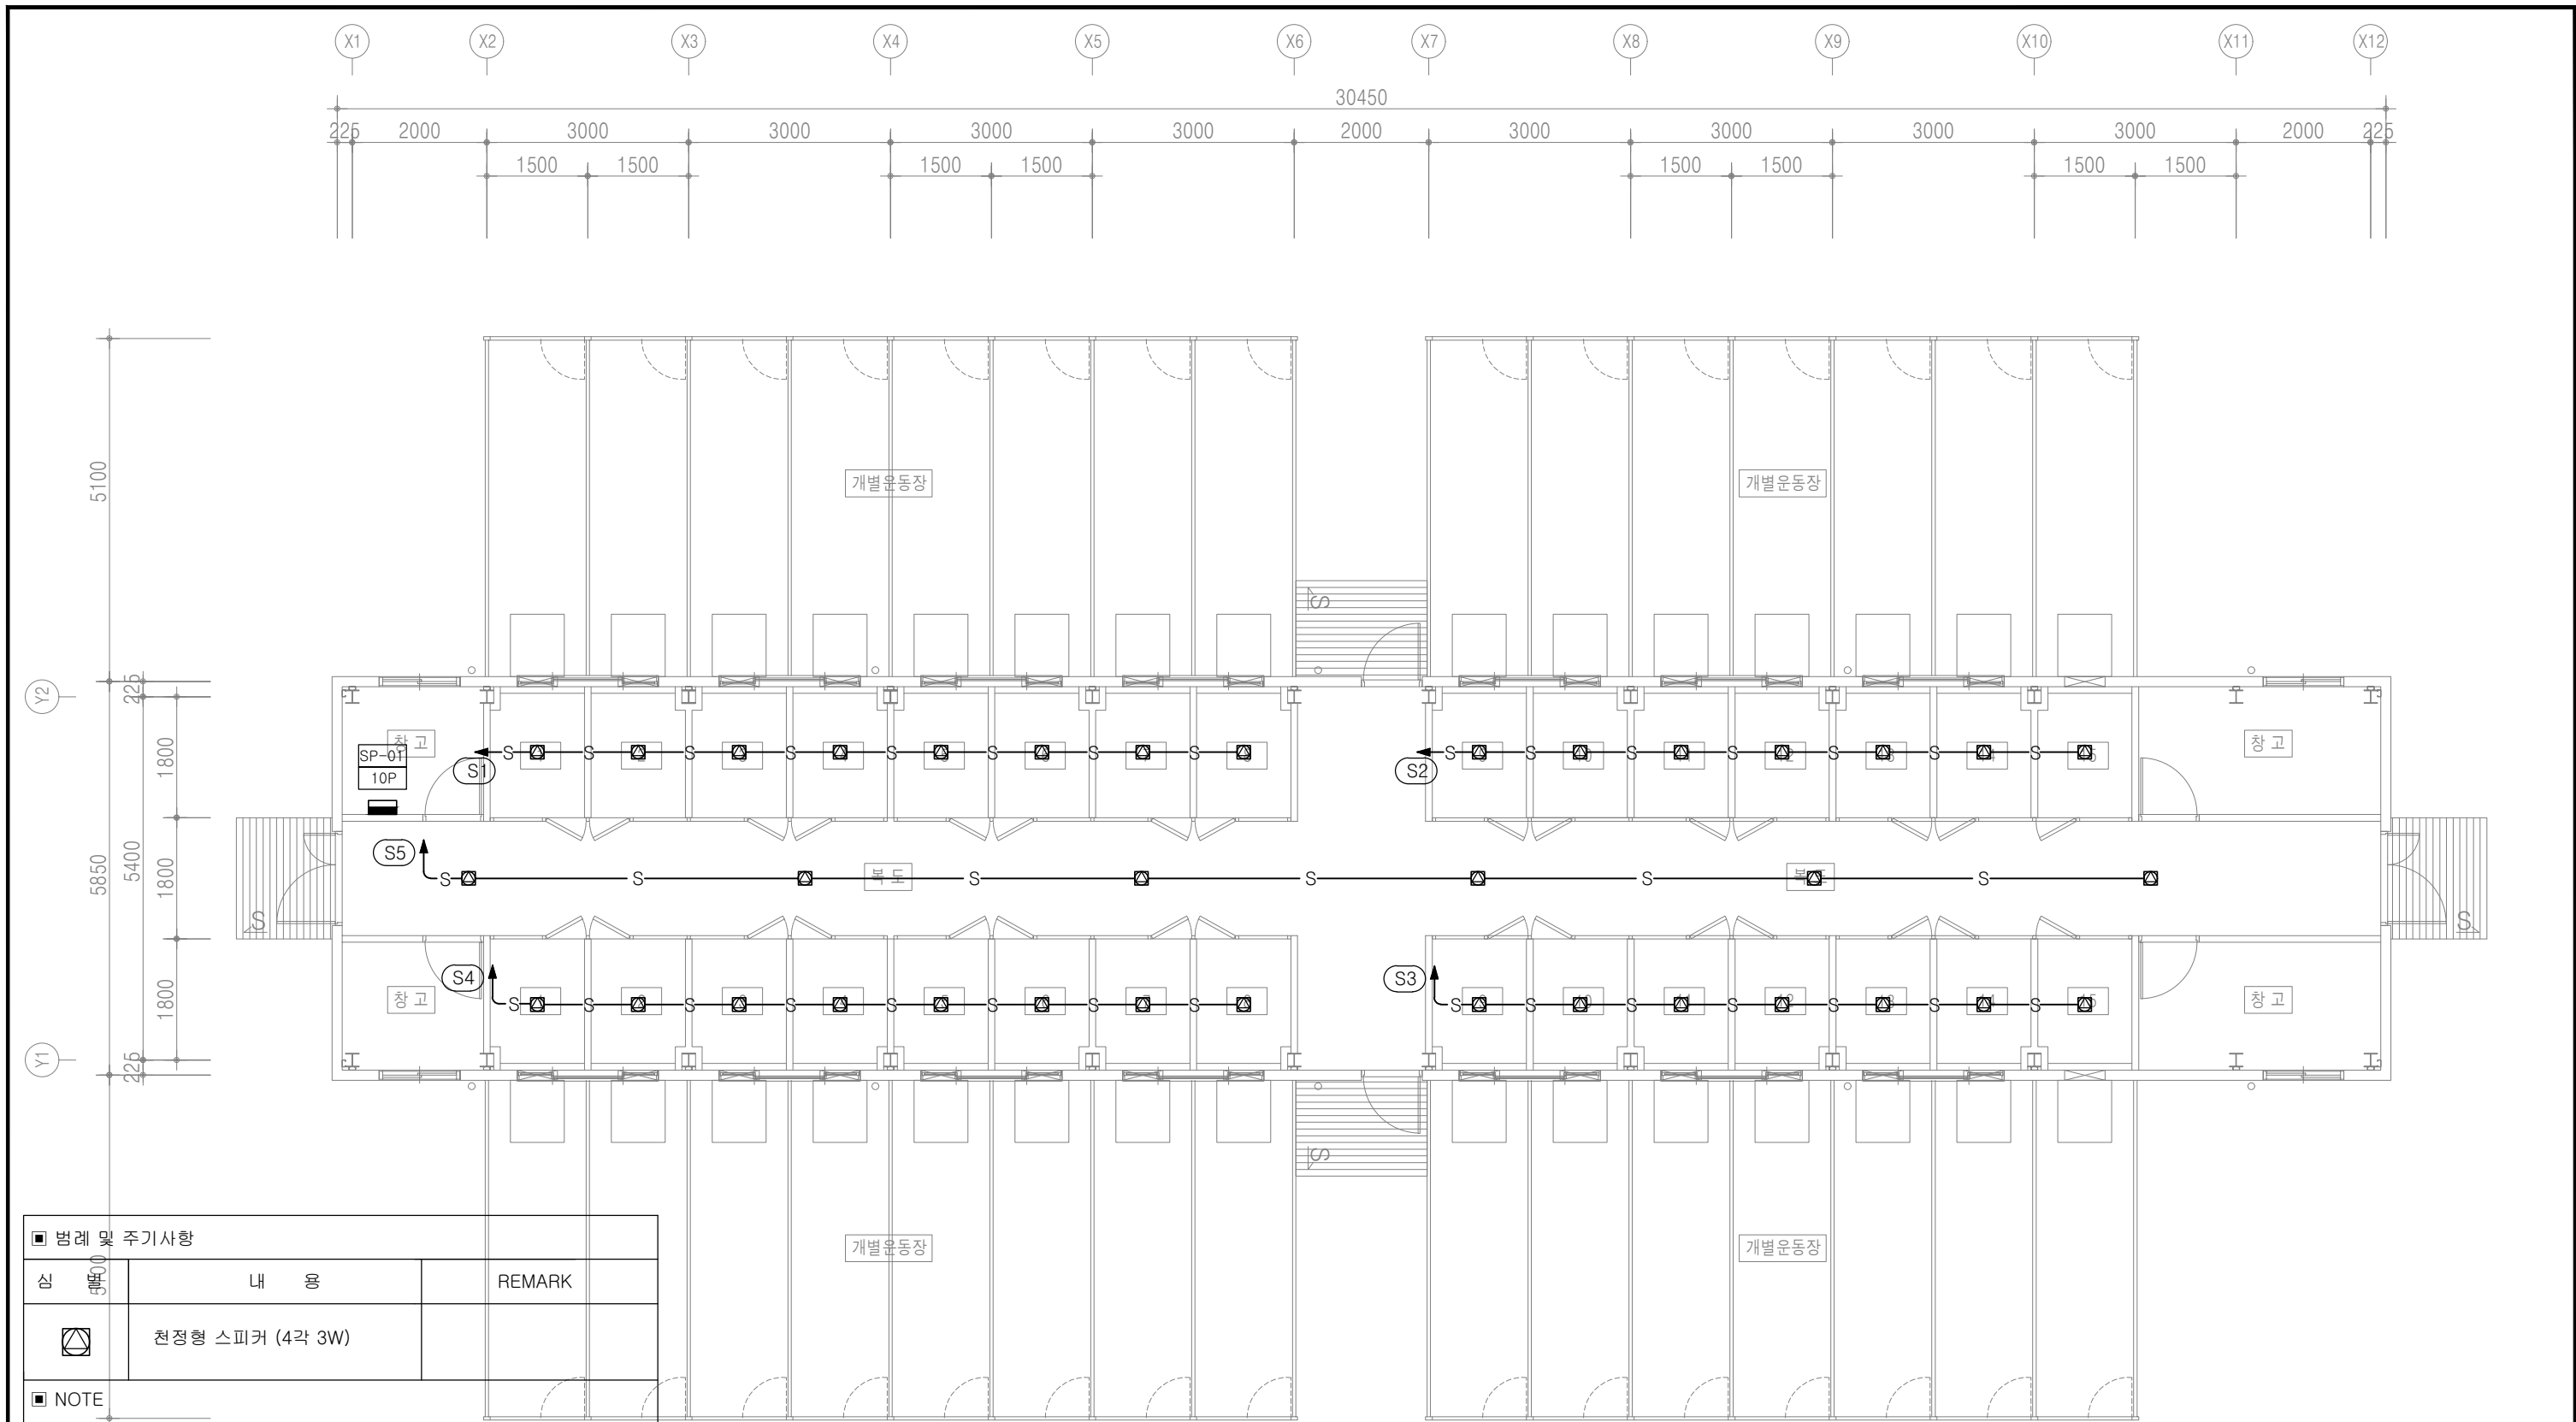 X1 X2 X3 X4 X5 X6 X7 X8 X9 X10 X11 X12
30450
225 2000 3000 3000 3000 3000 2000 3000 3000 3000 3000 2000 225
1500 1500 1500 1500 1500 1500 1500 1500
5100
개별운동장 개별운동장
S
Y2
225
창고 창고
SP-01
10P
S1 S S S S S S S S
S2 S S S S S S S
1800
S5
5850 5400 1800
S S S S S S
복도 복도
S S
S4 S S S S S S S S
S3 S S S S S S S
창고 창고
1800
Y1
225
S
개별운동장 개별운동장
5100
▣ 범례 및 주기사항
심 벌 내 용 REMARK
천정형 스피커 (4각 3W)
▣ NOTE